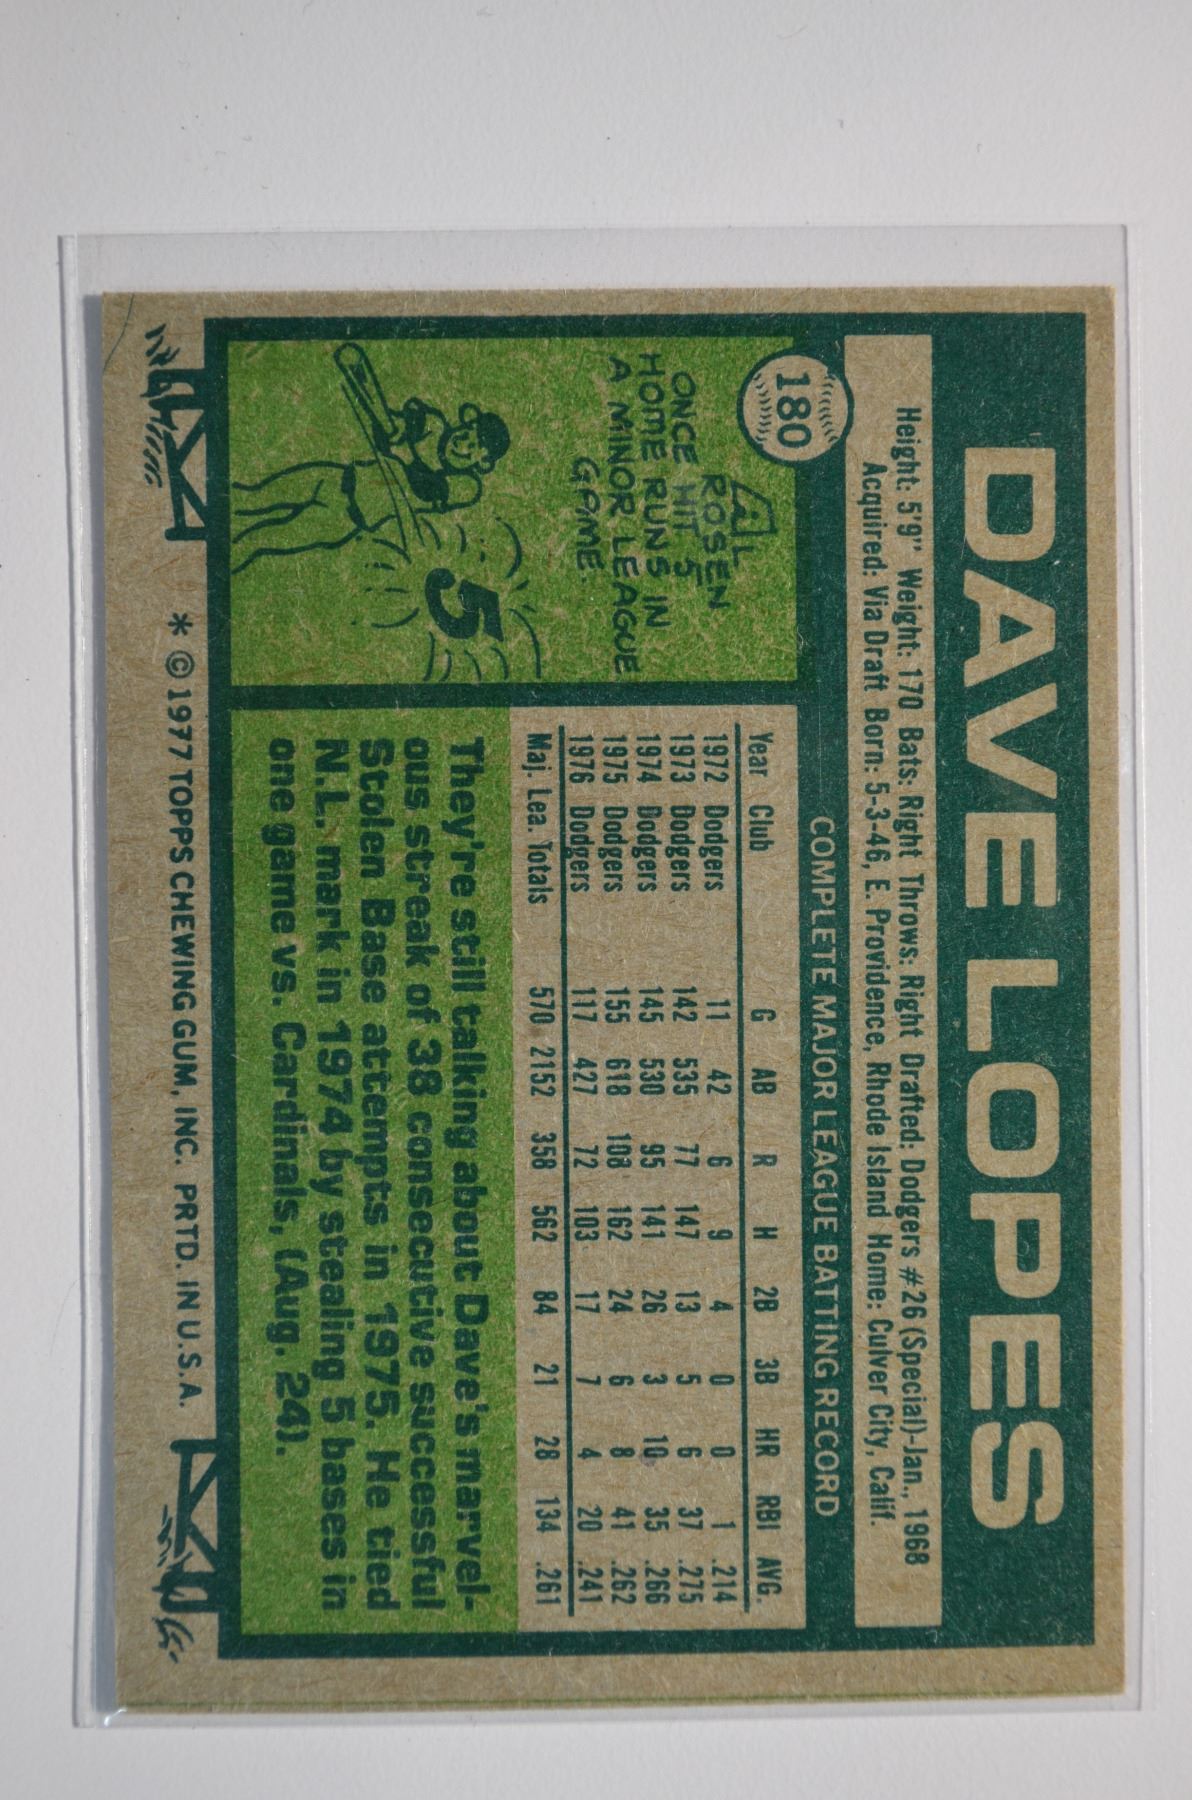 180
DAVE LOPES
Height: 5'9" Weight: 170 Bats: Right Throws: Right Drafted: Dodgers #26 (Special)-Jan., 1968
Acquired: Via Draft Born: 5-3-46, E. Providence, Rhode Island Home: Culver City, Calif.
COMPLETE MAJOR LEAGUE BATTING RECORD
AL ROSEN
ONCE HIT 5
HOME RUNS IN
A MINOR LEAGUE
GAME.
5
Year Club G AB R H 2B 3B HR RBI AVG.
1972 Dodgers 11 42 6 9 4 0 0 1 .214
1973 Dodgers 142 535 77 147 13 5 6 37 .275
1974 Dodgers 145 530 95 141 26 3 10 35 .266
1975 Dodgers 155 618 108 162 24 6 8 41 .262
1976 Dodgers 117 427 72 103 17 7 4 20 .241
Maj. Lea. Totals 570 2152 358 562 84 21 28 134 .261
They're still talking about Dave's marvel-
ous streak of 38 consecutive successful
Stolen Base attempts in 1975. He tied
N.L. mark in 1974 by stealing 5 bases in
one game vs. Cardinals, (Aug. 24).
* ©1977 TOPPS CHEWING GUM, INC. PRTD. IN U.S.A.